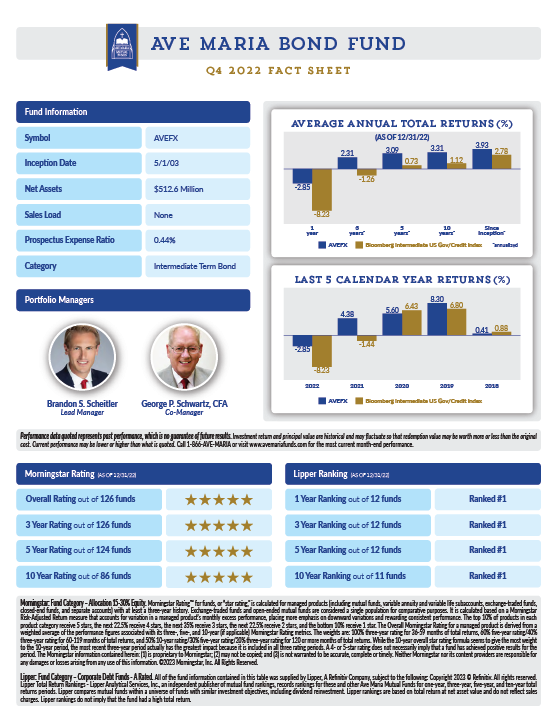 AVE MARIA BOND FUND
Q4 2022 FACT SHEET
Fund Information
Symbol AVEFX
Inception Date 5/1/03
Net Assets $512.6 Million
Sales Load None
Prospectus Expense Ratio 0.44%
Category Intermediate Term Bond
Portfolio Managers
Brandon S. Scheitler
Lead Manager
George P. Schwartz, CFA
Co-Manager
AVERAGE ANNUAL TOTAL RETURNS (%)
(AS OF 12/31/22)
-2.85 -8.23 2.31 -1.26 3.09 0.73 3.31 1.12 3.93 2.78
1 year 6 years* 5 years* 10 years* Since Inception*
AVEFX Bloomberg Intermediate US Gov/Credit Index *annualized
LAST 5 CALENDAR YEAR RETURNS (%)
-2.85 -8.23 4.38 -1.44 5.60 6.43 8.30 6.80 0.41 0.88
2022 2021 2020 2019 2018
AVEFX Bloomberg Intermediate US Gov/Credit Index
Performance data quoted represents past performance, which is no guarantee of future results. Investment return and principal value are historical and may fluctuate so that redemption value may be worth more or less than the original
cost. Current performance may be lower or higher than what is quoted. Call 1-866-AVE-MARIA or visit www.avemariafunds.com for the most current month-end performance.
Morningstar Rating (AS OF 12/31/22)
Overall Rating out of 126 funds ★★★★★
3 Year Rating out of 126 funds ★★★★★
5 Year Rating out of 124 funds ★★★★★
10 Year Rating out of 86 funds ★★★★★
Lipper Ranking (AS OF 12/31/22)
1 Year Ranking out of 12 funds Ranked #1
3 Year Ranking out of 12 funds Ranked #1
5 Year Ranking out of 12 funds Ranked #1
10 Year Ranking out of 11 funds Ranked #1
Morningstar: Fund Category – Allocation 15-30% Equity. Morningstar Rating™ for funds, or "star rating," is calculated for managed products (including mutual funds, variable annuity and variable life subaccounts, exchange-traded funds,
closed-end funds, and separate accounts) with at least a three-year history. Exchange-traded funds and open-ended mutual funds are considered a single population for comparative purposes. It is calculated based on a Morningstar
Risk-Adjusted Return measure that accounts for variation in a managed product's monthly excess performance, placing more emphasis on downward variations and rewarding consistent performance. The top 10% of products in each
product category receive 5 stars, the next 22.5% receive 4 stars, the next 35% receive 3 stars, the next 22.5% receive 2 stars, and the bottom 10% receive 1 star. The Overall Morningstar Rating for a managed product is derived from a
weighted average of the performance figures associated with its three-, five-, and 10-year (if applicable) Morningstar Rating metrics. The weights are: 100% three-year rating for 36-59 months of total returns, 60% five-year rating/40%
three-year rating for 60-119 months of total returns, and 50% 10-year rating/30% five-year rating/20% three-year rating for 120 or more months of total returns. While the 10-year overall star rating formula seems to give the most weight
to the 10-year period, the most recent three-year period actually has the greatest impact because it is included in all three rating periods. A 4- or 5-star rating does not necessarily imply that a fund has achieved positive results for the
period. The information contained herein: (1) is proprietary to Morningstar; (2) may not be copied; and (3) is not warranted to be accurate, complete or timely. Neither Morningstar nor its content providers are responsible for
any damages or losses arising from any use of this information. ©2023 Morningstar, Inc. All Rights Reserved.
Lipper: Fund Category – Corporate Debt Funds - A Rated. All of the fund information contained in this table was supplied by Lipper, A Refinitiv Company, subject to the following: Copyright 2023 © Refinitiv. All rights reserved.
Lipper Total Return Rankings – Lipper Analytical Services, Inc., an independent publisher of mutual fund rankings, records rankings for these and other Ave Maria Mutual Funds for one-year, three-year, five-year, and ten-year total
returns periods. Lipper compares mutual funds within a universe of funds with similar investment objectives, including dividend reinvestment. Lipper rankings are based on total return at net asset value and do not reflect sales
charges. Lipper rankings do not imply that the fund had a high total return.